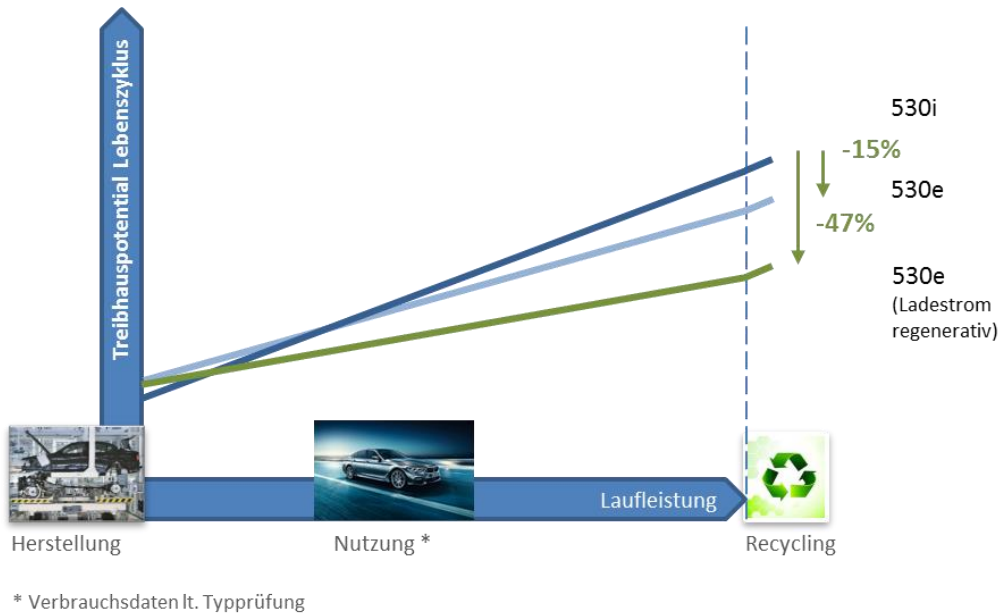 Treibhauspotential Lebenszyklus
530i
-15%
530e
-47%
530e
(Ladestrom
regenerativ)
Laufleistung
Herstellung
Nutzung *
Recycling
* Verbrauchsdaten lt. Typprüfung